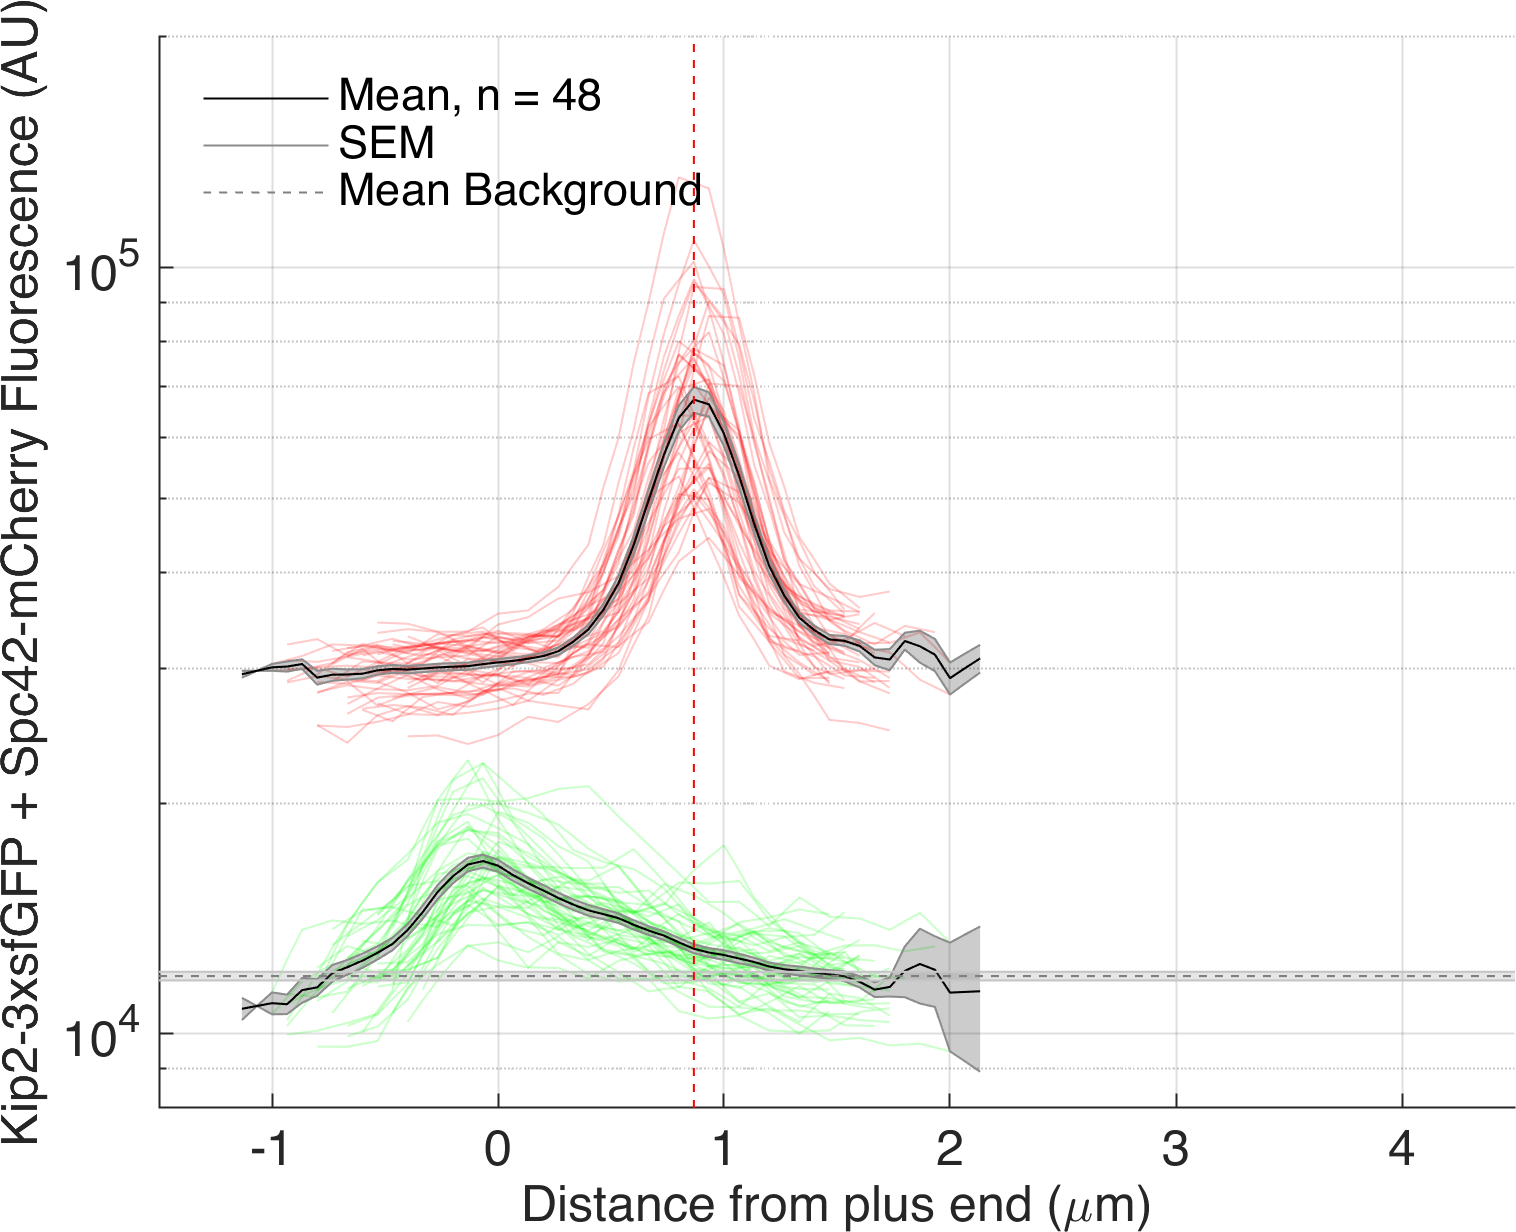 Kip2-3xsfGFP + Spc42-mCherry Fluorescence (AU)
Mean, n = 48
SEM
Mean Background
10^5
10^4
-1 0 1 2 3 4
Distance from plus end (μm)